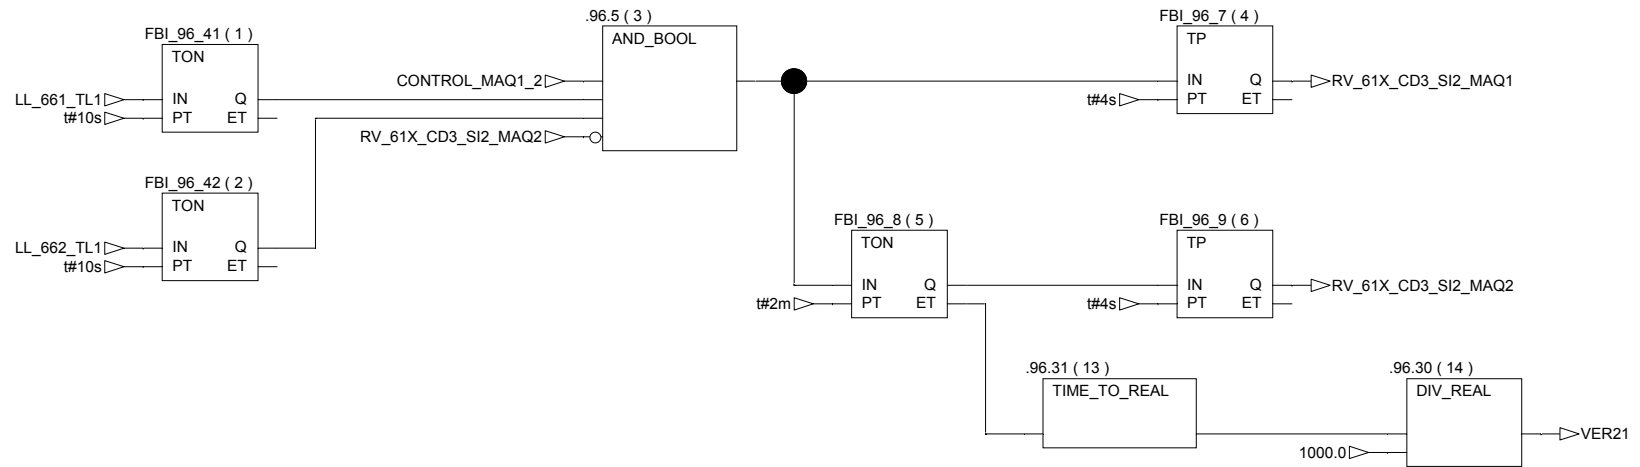 .96.5 ( 3 )
FBI_96_7 ( 4 )
FBI_96_41 ( 1 )
AND_BOOL
TP
TON
CONTROL_MAQ1_2
IN Q
RV_61X_CD3_SI2_MAQ1
LL_661_TL1
IN Q
t#4s
PT ET
t#10s
PT ET
RV_61X_CD3_SI2_MAQ2
FBI_96_42 ( 2 )
TON
FBI_96_8 ( 5 )
FBI_96_9 ( 6 )
LL_662_TL1
IN Q
TON
TP
t#10s
PT ET
IN Q
IN Q
RV_61X_CD3_SI2_MAQ2
t#2m
PT ET
t#4s
PT ET
.96.31 ( 13 )
.96.30 ( 14 )
TIME_TO_REAL
DIV_REAL
VER21
1000.0